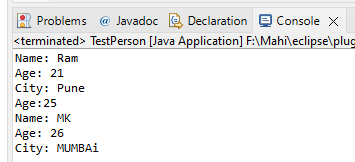 Problems @ Javadoc Declaration Console
<terminated> TestPerson [Java Application] F:\Mahi\eclipse\plug
Name: Ram
Age: 21
City: Pune
Age:25
Name: MK
Age: 26
City: MUMBAi